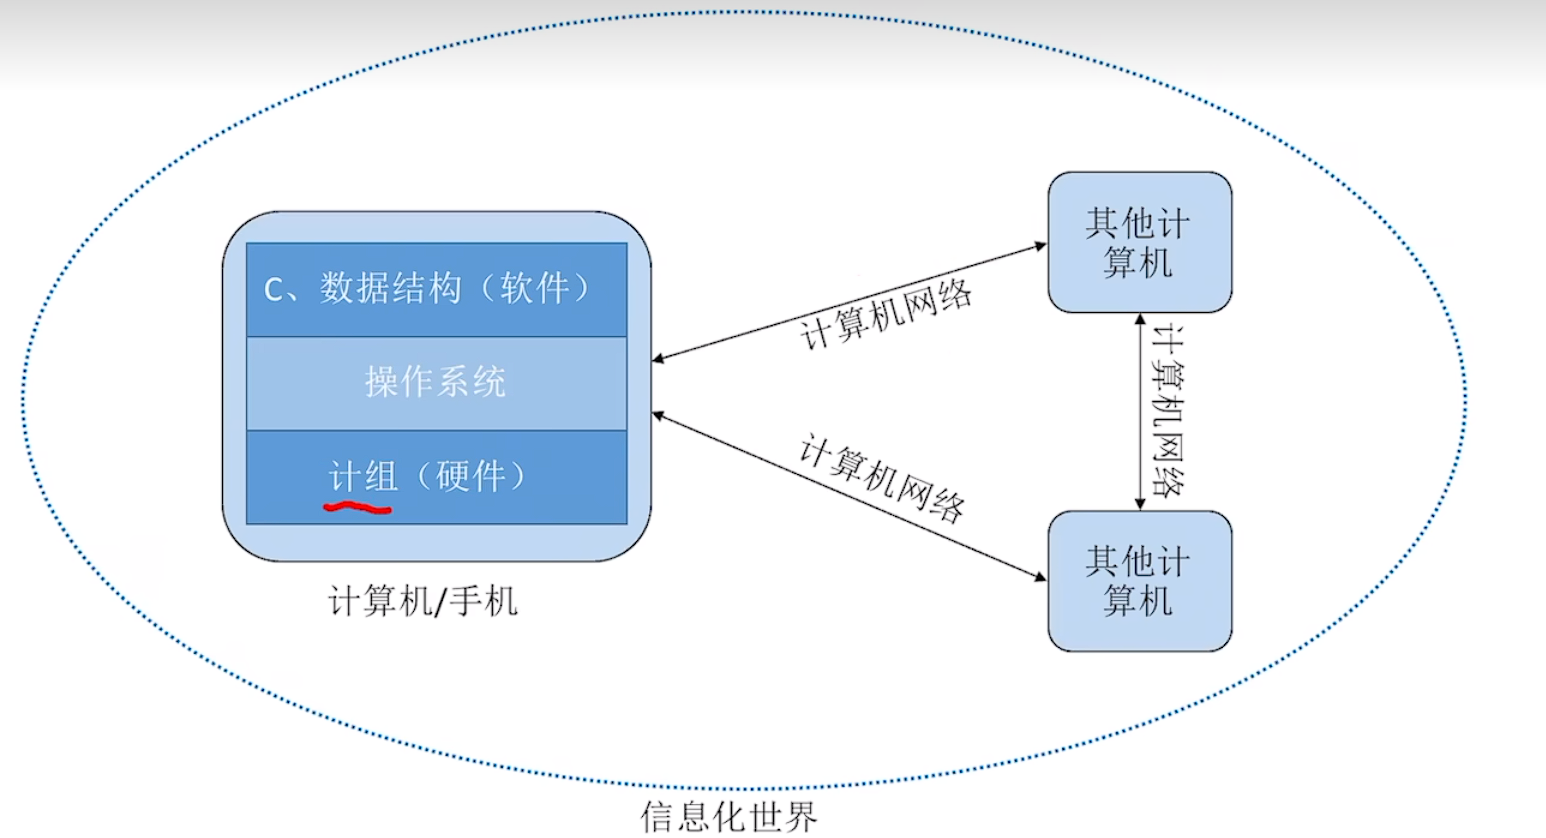 C、数据结构（软件）
操作系统
计组（硬件）
计算机/手机
计算机网络
计算机网络
其他计
算机
计算机网络
其他计
算机
信息化世界